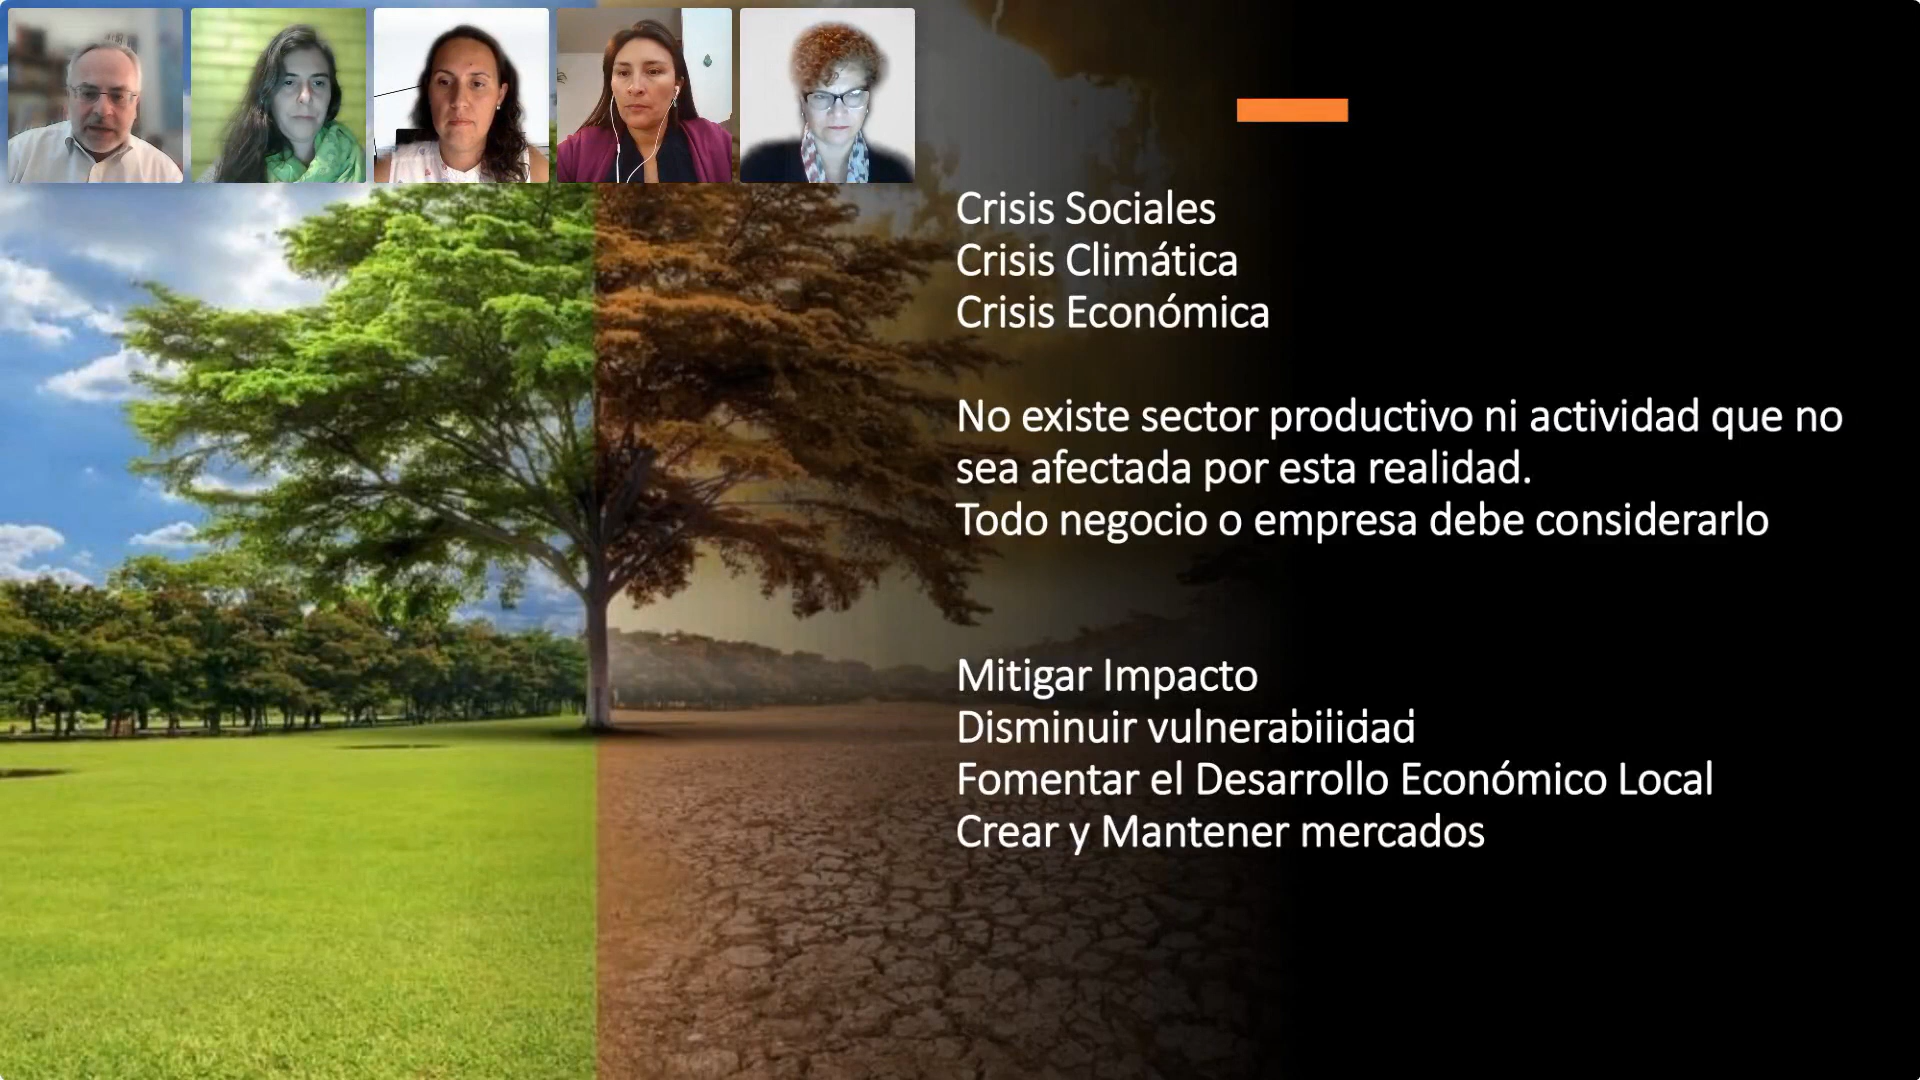 Crisis Sociales
Crisis Climática
Crisis Económica
No existe sector productivo ni actividad que no
sea afectada por esta realidad.
Todo negocio o empresa debe considerarlo
Mitigar Impacto
Disminuir vulnerabilidad
Fomentar el Desarrollo Económico Local
Crear y Mantener mercados